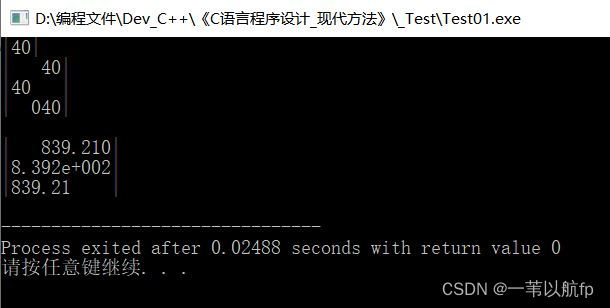 D:\编程文件\Dev_C++\《C语言程序设计_现代方法》\_Test\Test01.exe
|40|
|   40|
|40   |
|  040|
|   839.210|
|8.392e+002|
|839.21    |
--------------------------------
Process exited after 0.02488 seconds with return value 0
请按任意键继续. . .
CSDN @一苇以航fp